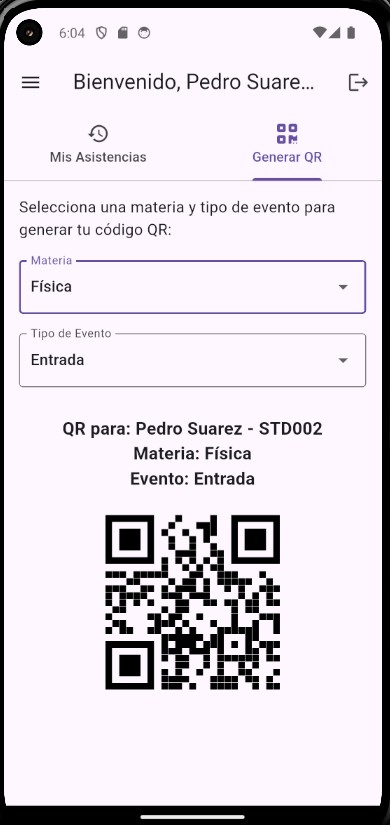 6:04
Bienvenido, Pedro Suare...
Mis Asistencias
Generar QR
Selecciona una materia y tipo de evento para
generar tu código QR:
Materia
Física
Tipo de Evento
Entrada
QR para: Pedro Suarez - STD002
Materia: Física
Evento: Entrada